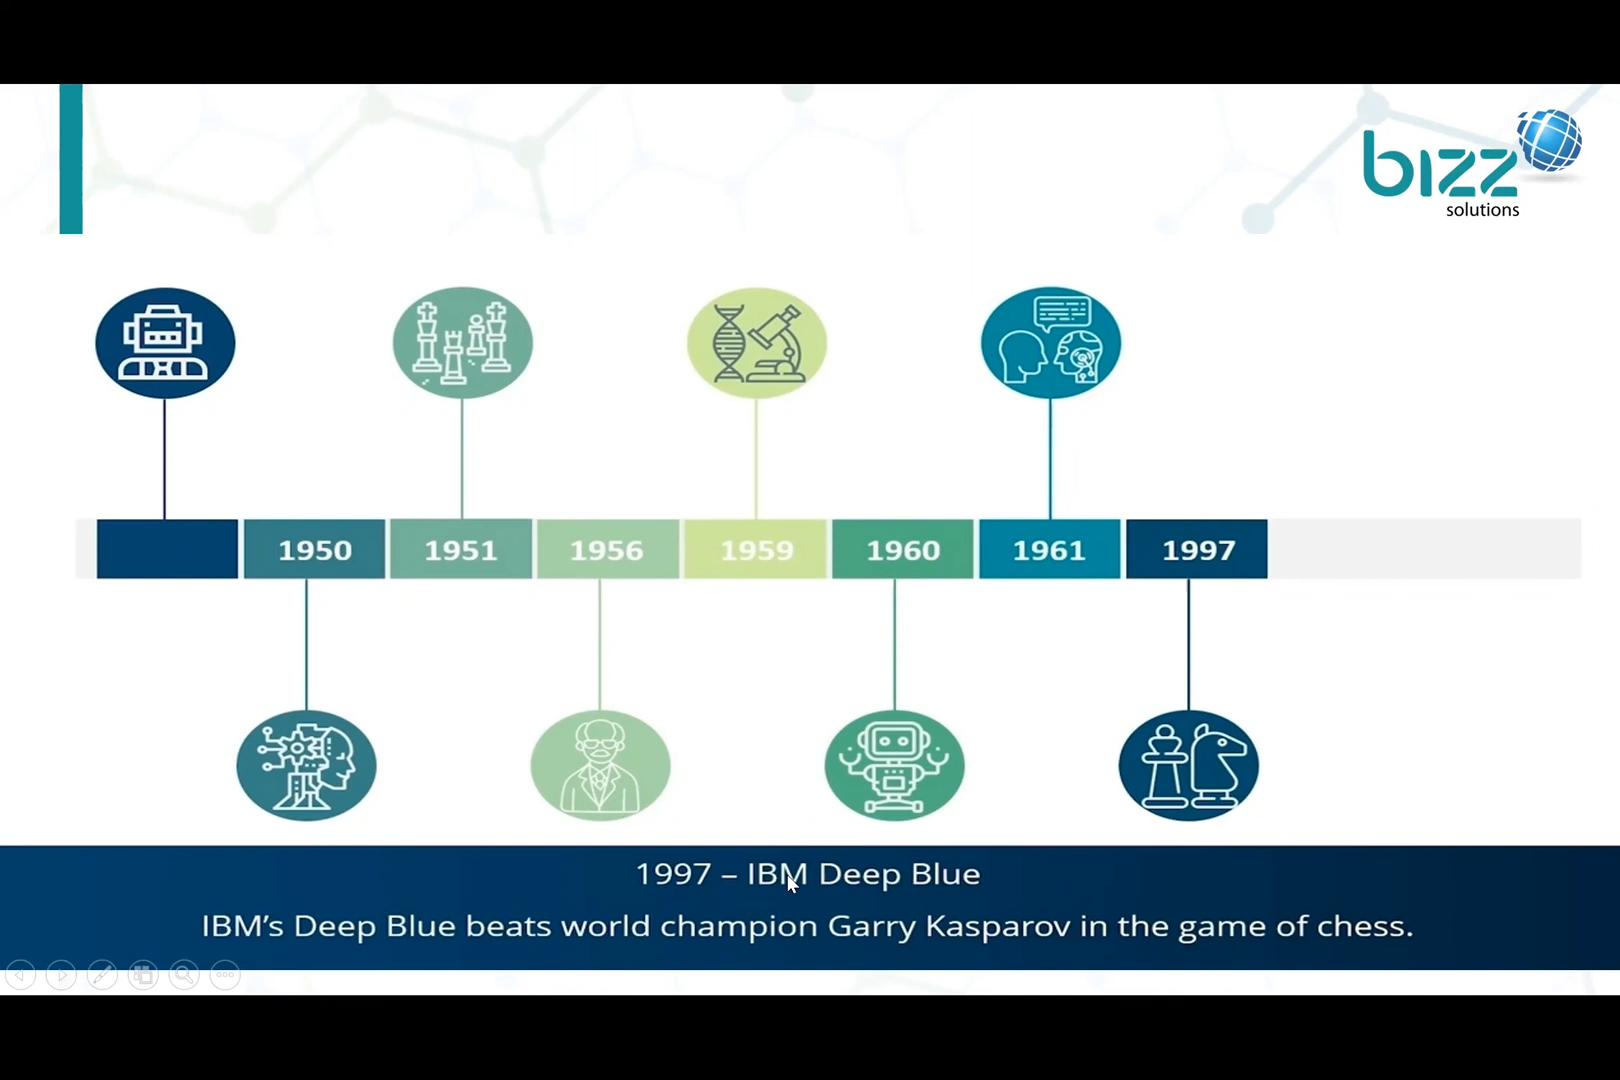 bizz
solutions
1950 1951 1956 1959 1960 1961 1997
1997 – IBM Deep Blue
IBM’s Deep Blue beats world champion Garry Kasparov in the game of chess.